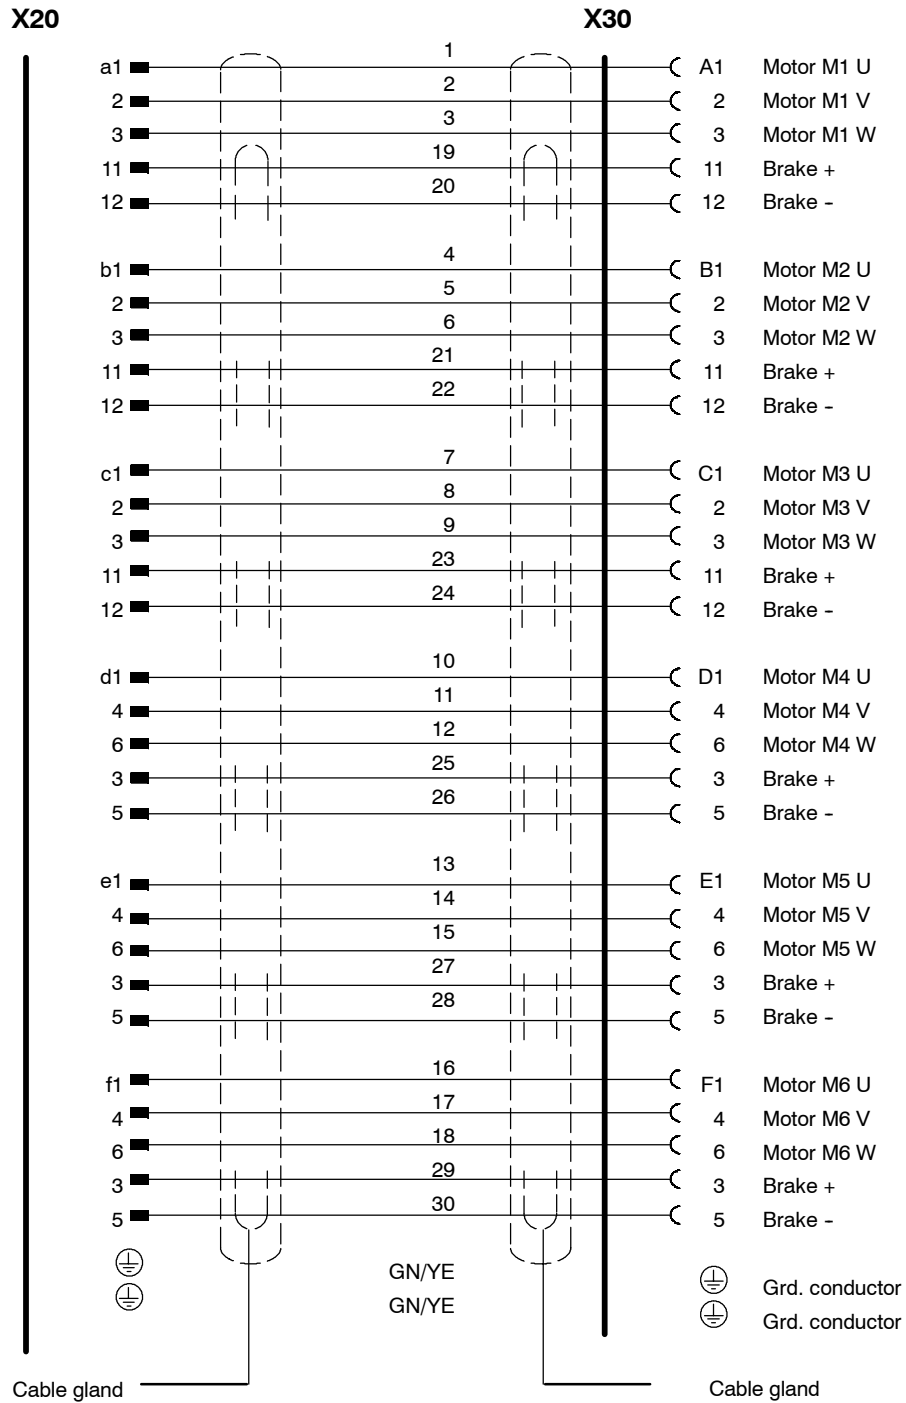 X20 X30
a1 1 A1 Motor M1 U
2 2 2 Motor M1 V
3 3 3 Motor M1 W
11 19 11 Brake +
12 20 12 Brake -
b1 4 B1 Motor M2 U
2 5 2 Motor M2 V
3 6 3 Motor M2 W
11 21 11 Brake +
12 22 12 Brake -
c1 7 C1 Motor M3 U
2 8 2 Motor M3 V
3 9 3 Motor M3 W
11 23 11 Brake +
12 24 12 Brake -
d1 10 D1 Motor M4 U
4 11 4 Motor M4 V
6 12 6 Motor M4 W
3 25 3 Brake +
5 26 5 Brake -
e1 13 E1 Motor M5 U
4 14 4 Motor M5 V
6 15 6 Motor M5 W
3 27 3 Brake +
5 28 5 Brake -
f1 16 F1 Motor M6 U
4 17 4 Motor M6 V
6 18 6 Motor M6 W
3 29 3 Brake +
5 30 5 Brake -
GN/YE Grd. conductor
GN/YE Grd. conductor
Cable gland Cable gland